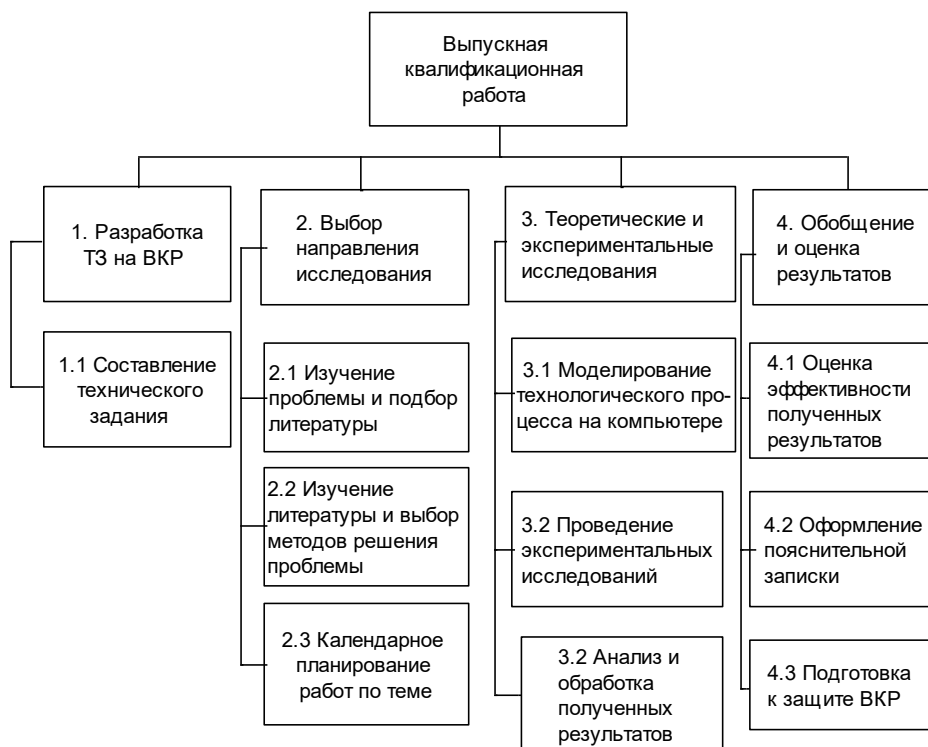 Выпускная
квалификационная
работа
1. Разработка
ТЗ на ВКР
2. Выбор
направления
исследования
3. Теоретические и
экспериментальные
исследования
4. Обобщение
и оценка
результатов
1.1 Составление
технического
задания
2.1 Изучение
проблемы и подбор
литературы
2.2 Изучение
литературы и выбор
методов решения
проблемы
2.3 Календарное
планирование
работ по теме
3.1 Моделирование
технологического про-
цесса на компьютере
3.2 Проведение
экспериментальных
исследований
3.2 Анализ и
обработка
полученных
результатов
4.1 Оценка
эффективности
полученных
результатов
4.2 Оформление
пояснительной
записки
4.3 Подготовка
к защите ВКР